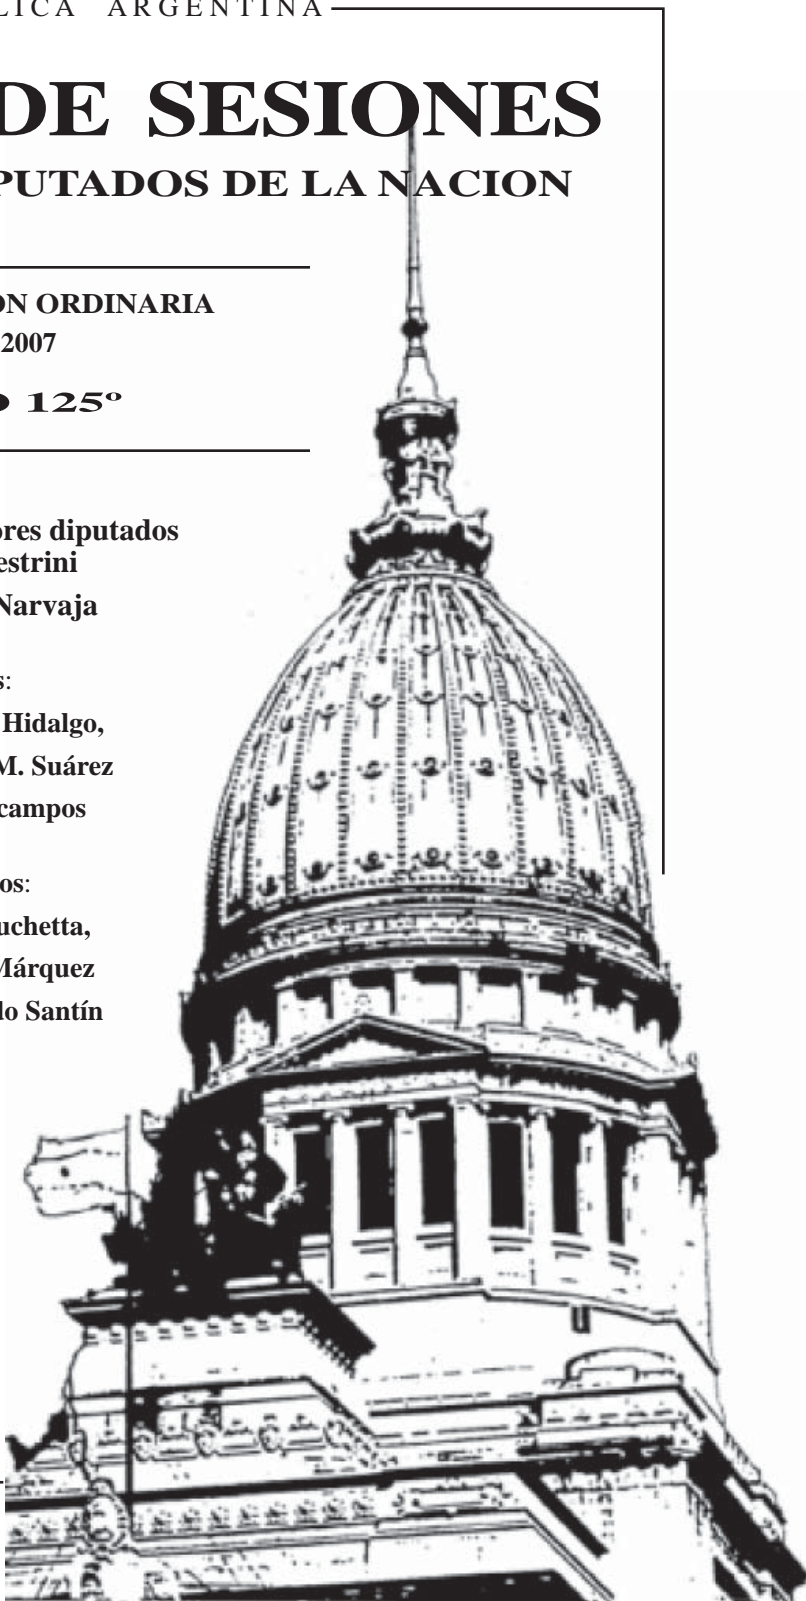 LICA ARGENTINA
DE SESIONES
PUTADOS DE LA NACION
ON ORDINARIA
2007
125º
ores diputados
estrini
Narvaja
s:
Hidalgo,
M. Suárez
campos
os:
uchetta,
Márquez
do Santín